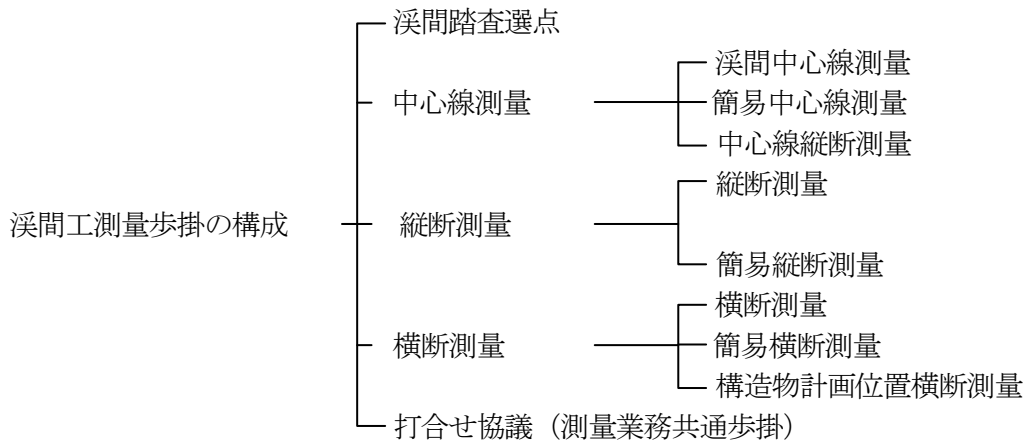 渓間踏査選点
渓間中心線測量
中心線測量
簡易中心線測量
中心線縦断測量
縦断測量
渓間工測量歩掛の構成
縦断測量
簡易縦断測量
横断測量
横断測量
簡易横断測量
構造物計画位置横断測量
打合せ協議（測量業務共通歩掛）